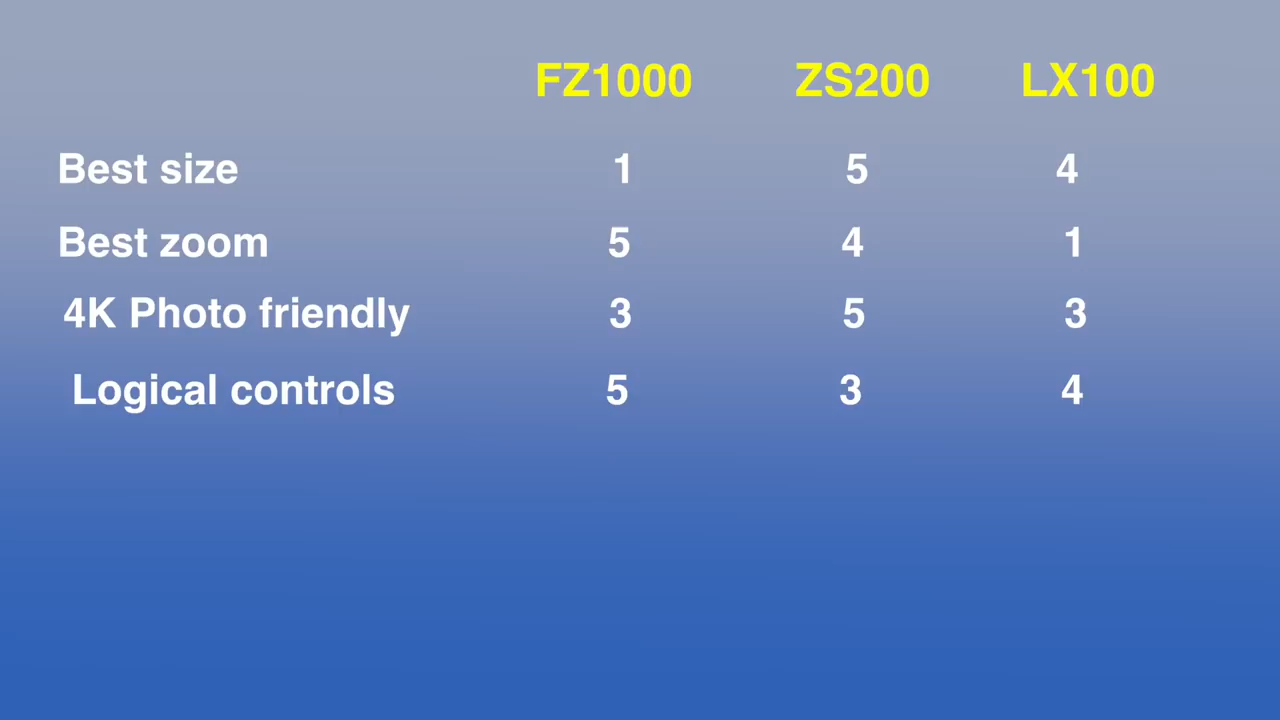 FZ1000 ZS200 LX100
Best size 1 5 4
Best zoom 5 4 1
4K Photo friendly 3 5 3
Logical controls 5 3 4